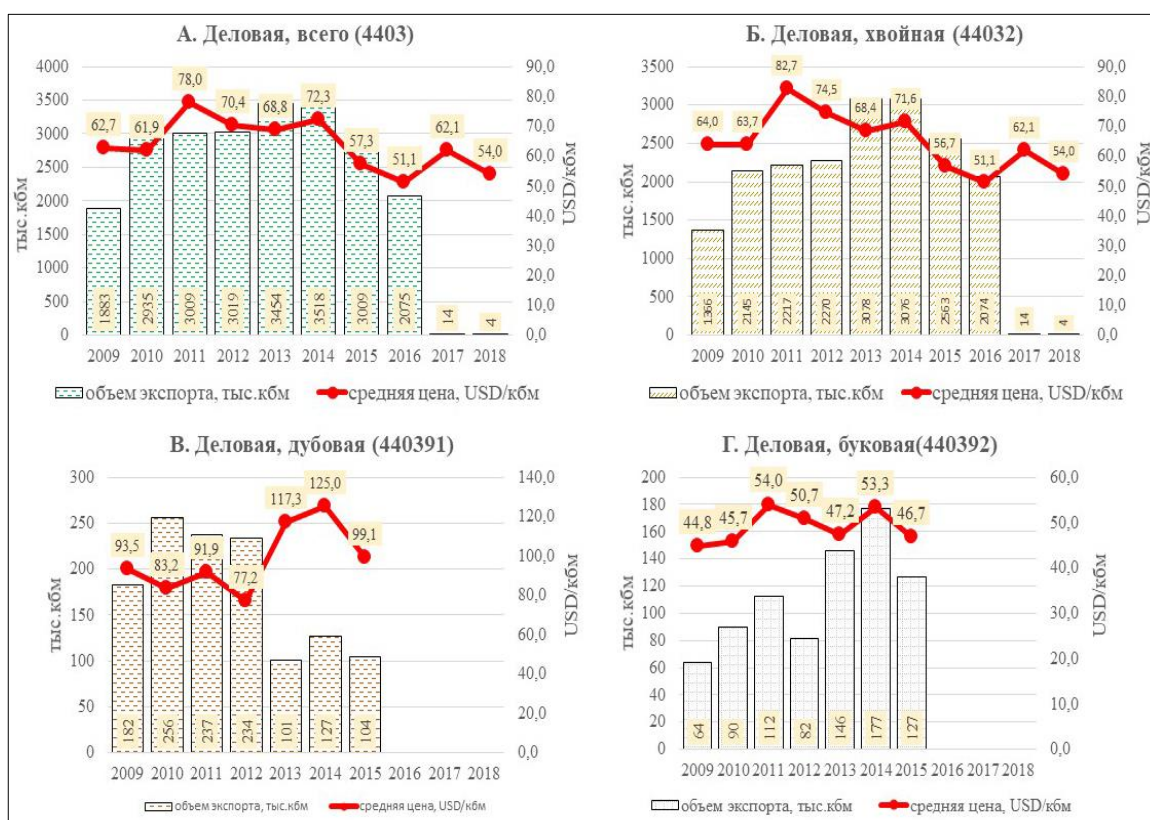 А. Деловая, всего (4403)
4000
3500
3000
2500
2000
1500
1000
500
0
тыс.кбм
90,0
80,0
70,0
60,0
50,0
40,0
30,0
20,0
10,0
0,0
USD/кбм
62,7 61,9 78,0 70,4 68,8 72,3 57,3 51,1 62,1 54,0
1883 2935 3009 3019 3454 3518 3009 2075 14 4
2009 2010 2011 2012 2013 2014 2015 2016 2017 2018
объем экспорта, тыс.кбм средняя цена, USD/кбм
Б. Деловая, хвойная (44032)
3500
3000
2500
2000
1500
1000
500
0
тыс.кбм
90,0
80,0
70,0
60,0
50,0
40,0
30,0
20,0
10,0
0,0
USD/кбм
64,0 63,7 82,7 74,5 68,4 71,6 56,7 51,1 62,1 54,0
1366 2145 2217 2270 3078 3076 2563 2074 14 4
2009 2010 2011 2012 2013 2014 2015 2016 2017 2018
объем экспорта, тыс.кбм средняя цена, USD/кбм
В. Деловая, дубовая (440391)
300
250
200
150
100
50
0
тыс.кбм
140,0
120,0
100,0
80,0
60,0
40,0
20,0
0,0
USD/кбм
93,5 83,2 91,9 77,2 117,3 125,0 99,1
182 256 237 234 101 127 104
2009 2010 2011 2012 2013 2014 2015 2016 2017 2018
объем экспорта, тыс.кбм средняя цена, USD/кбм
Г. Деловая, буковая(440392)
200
180
160
140
120
100
80
60
40
20
0
тыс.кбм
60,0
50,0
40,0
30,0
20,0
10,0
0,0
USD/кбм
44,8 45,7 54,0 50,7 47,2 53,3 46,7
64 90 112 82 146 177 127
2009 2010 2011 2012 2013 2014 2015 2016 2017 2018
объем экспорта, тыс.кбм средняя цена, USD/кбм